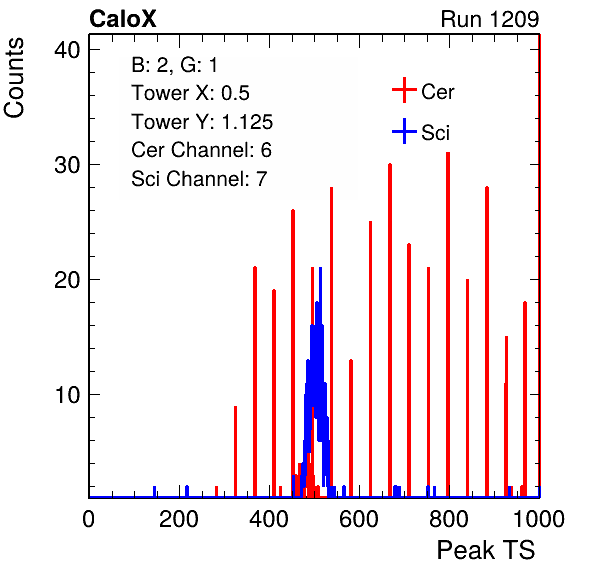 CaloX Run 1209
Counts
40
30
20
10
B: 2, G: 1
Tower X: 0.5
Tower Y: 1.125
Cer Channel: 6
Sci Channel: 7
Cer
Sci
0 200 400 600 800 1000
Peak TS